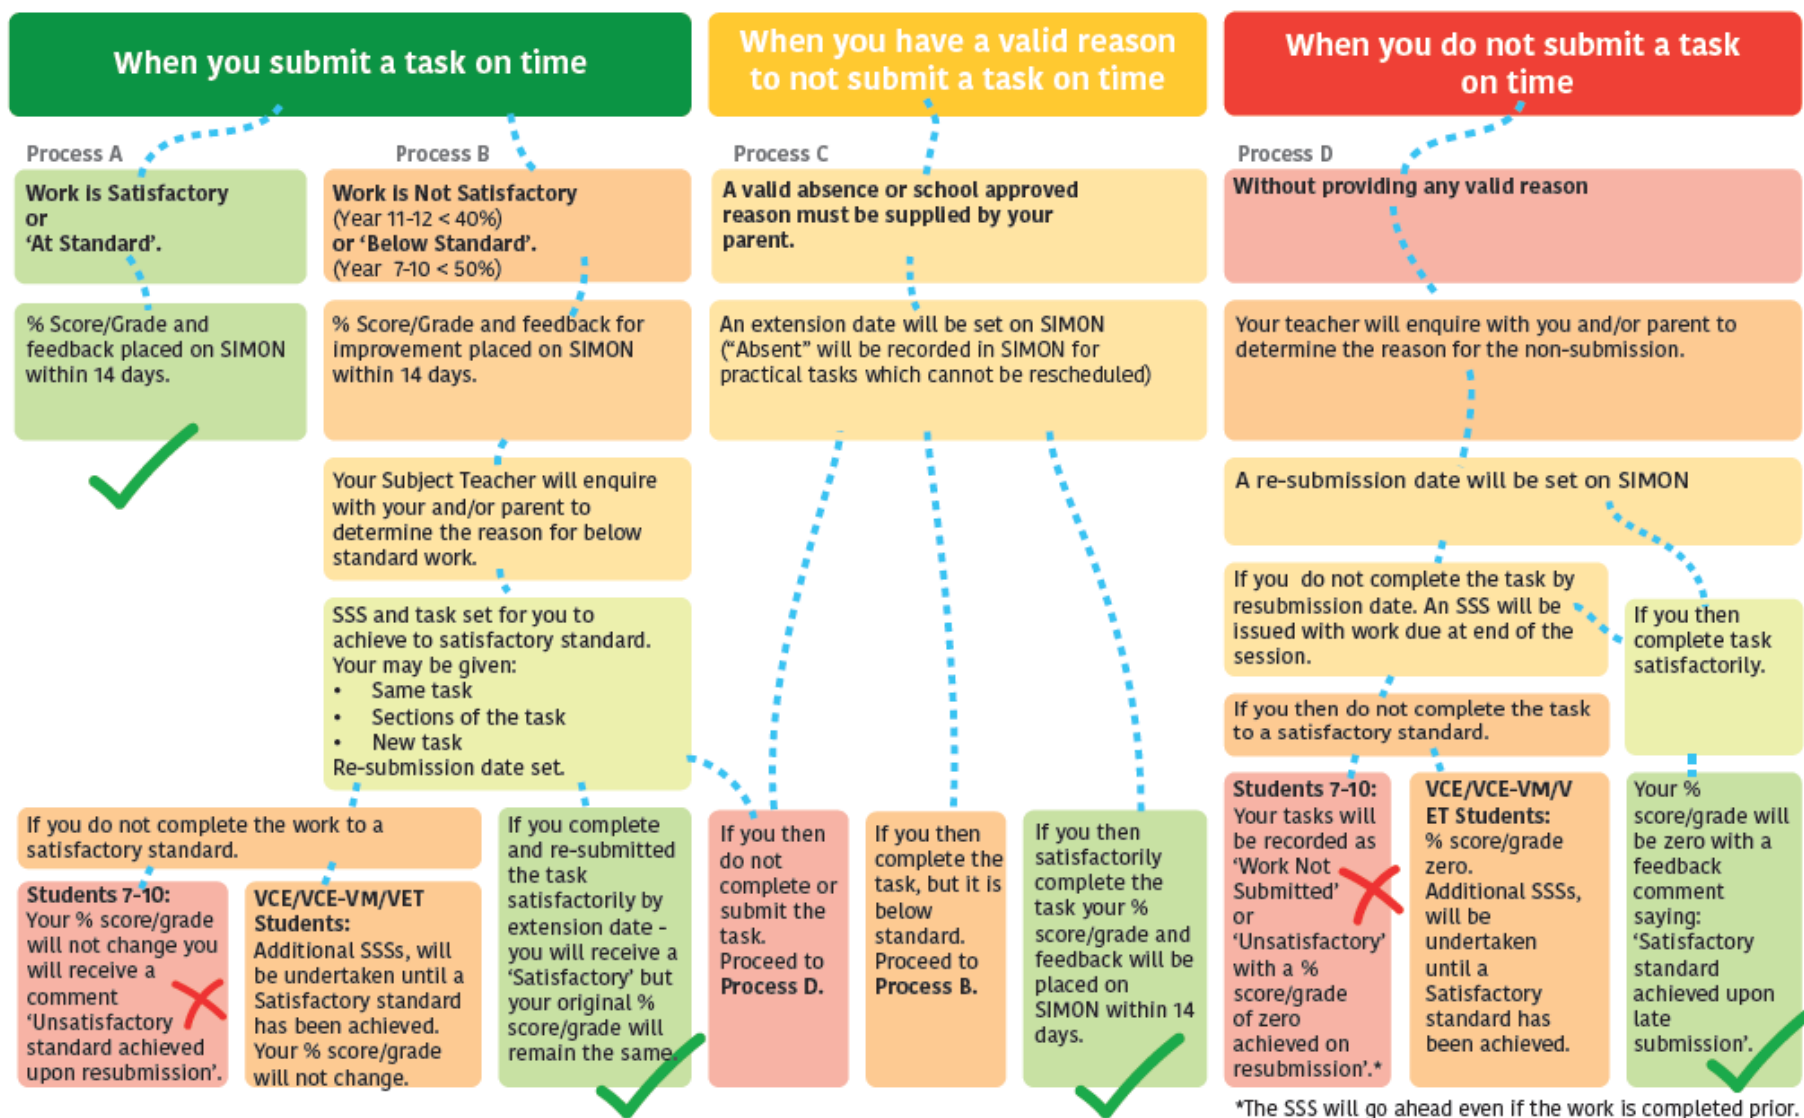 When you submit a task on time
When you have a valid reason
to not submit a task on time
When you do not submit a task
on time
Process A
Work is Satisfactory
or
‘At Standard’.
% Score/Grade and
feedback placed on SIMON
within 14 days.
Process B
Work is Not Satisfactory
(Year 11-12 < 40%)
or ‘Below Standard’.
(Year 7-10 < 50%)
% Score/Grade and feedback for
improvement placed on SIMON
within 14 days.
Your Subject Teacher will enquire
with your and/or parent to
determine the reason for below
standard work.
SSS and task set for you to
achieve to satisfactory standard.
Your may be given:
• Same task
• Sections of the task
• New task
Re-submission date set.
If you do not complete the work to a
satisfactory standard.
Students 7-10:
Your % score/grade
will not change you
will receive a
comment
‘Unsatisfactory
standard achieved
upon resubmission’.
VCE/VCE-VM/VET
Students:
Additional SSSs, will
be undertaken until a
Satisfactory standard
has been achieved.
Your % score/grade
will not change.
If you complete
and re-submitted
the task
satisfactorily by
extension date -
you will receive a
‘Satisfactory’ but
your original %
score/grade will
remain the same.
Process C
A valid absence or school approved
reason must be supplied by your
parent.
An extension date will be set on SIMON
(“Absent” will be recorded in SIMON for
practical tasks which cannot be rescheduled)
If you then
do not
complete or
submit the
task.
Proceed to
Process D.
If you then
complete the
task, but it is
below
standard.
Proceed to
Process B.
If you then
satisfactorily
complete the
task your %
score/grade and
feedback will be
placed on
SIMON within 14
days.
Process D
Without providing any valid reason
Your teacher will enquire with you and/or parent to
determine the reason for the non-submission.
A re-submission date will be set on SIMON
If you do not complete the task by
resubmission date. An SSS will be
issued with work due at end of the
session.
If you then do not complete the task
to a satisfactory standard.
Students 7-10:
Your tasks will
be recorded as
‘Work Not
Submitted’
or
‘Unsatisfactory’
with a %
score/grade
of zero
achieved on
resubmission’.*
VCE/VCE-VM/V
ET Students:
% score/grade
zero.
Additional SSSs,
will be
undertaken
until a
Satisfactory
standard has
been achieved.
If you then
complete task
satisfactorily.
Your %
score/grade will
be zero with a
feedback
comment
saying:
‘Satisfactory
standard
achieved upon
late
submission’.
*The SSS will go ahead even if the work is completed prior.